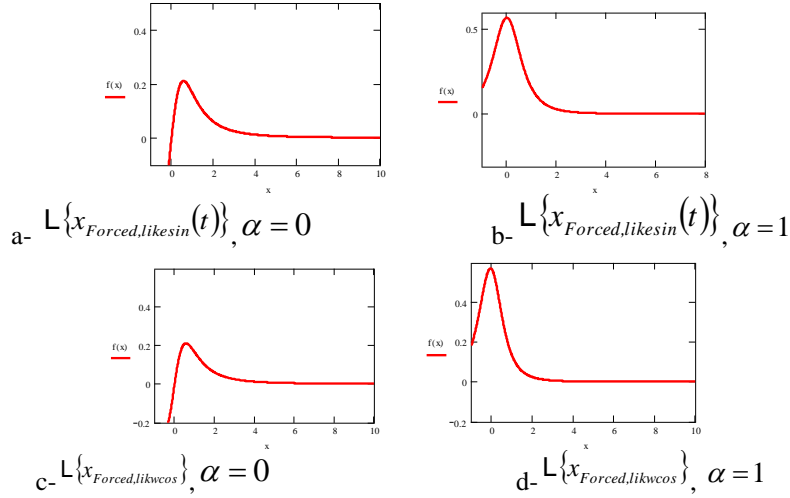 0.4
0.2
0
f(x)
0 2 4 6 8 10
x
a- L{x_{Forced,likesin}(t)}, α = 0
0.5
0
f(x)
0 2 4 6 8
x
b- L{x_{Forced,likesin}(t)}, α = 1
0.4
0.2
0
-0.2
f(x)
0 2 4 6 8 10
x
c- L{x_{Forced,likwcos}}, α = 0
0.4
0.2
0
-0.2
f(x)
0 2 4 6 8 10
x
d- L{x_{Forced,likwcos}}, α = 1